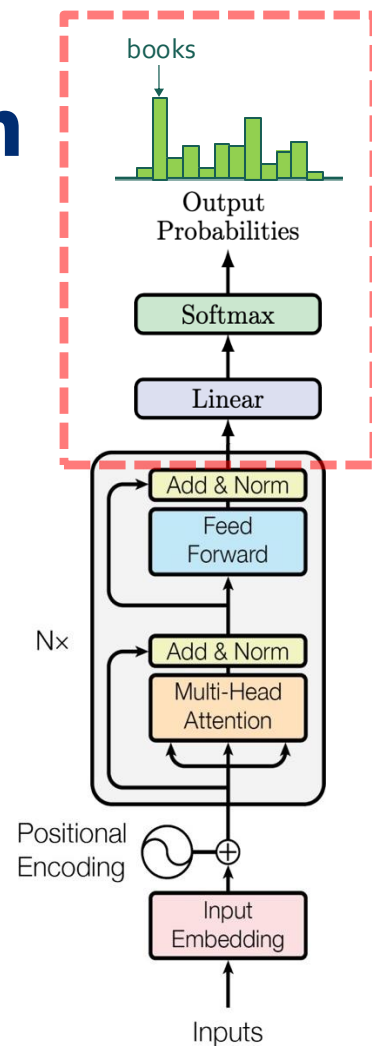 books
n
Output
Probabilities
Softmax
Linear
Add & Norm
Feed
Forward
Nx
Add & Norm
Multi-Head
Attention
Positional
Encoding
Input
Embedding
Inputs